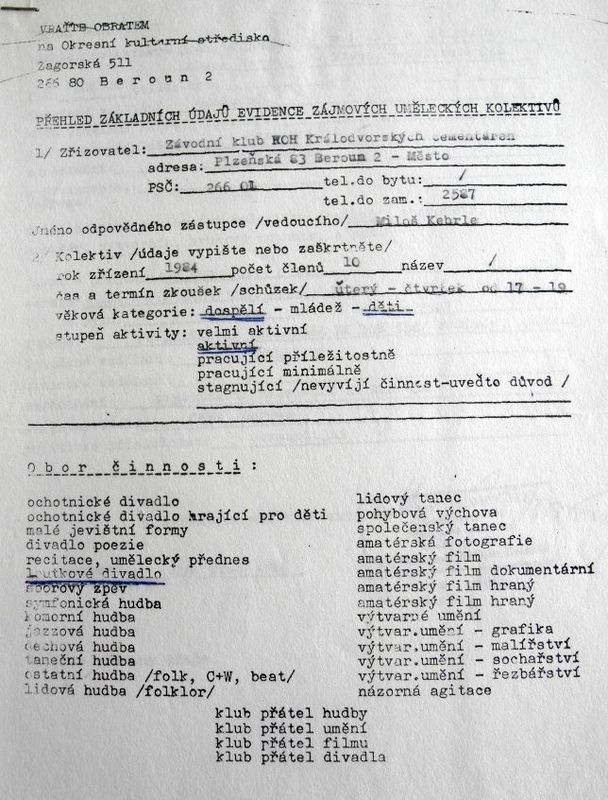 VRAŤTE OBRATEM
na Okresní kulturní středisko
Zagorská 511
266 80 B e r o u n 2
PŘEHLED ZÁKLADNÍCH ÚDAJŮ EVIDENCE ZÁJMOVÝCH UMĚLECKÝCH KOLEKTIVŮ
1/ Zřizovatel: Závodní klub ROH Králodvorských cementáren
adresa: Plzeňská 83 Beroun 2 - Město
PSČ: 266 01 tel.do bytu: /
tel.do zam.: 2587
Jméno odpovědného zástupce /vedoucího/ Miloš Kehrle
2/ Kolektiv /údaje vypište nebo zaškrtněte/
rok zřízení 1984 počet členů 10 název /
čas a termín zkoušek /schůzek/ Úterý - čtvrtek od 17 - 19
věková kategorie: dospělí - mládež - děti
stupeň aktivity: velmi aktivní
aktivní
pracující příležitostně
pracující minimálně
stagnující /nevyvíjí činnost-uveďte důvod /
O b o r č i n n o s t i :
ochotnické divadlo
ochotnické divadlo hrající pro děti
malé jevištní formy
divadlo poezie
recitace, umělecký přednes
loutkové divadlo
sborový zpěv
symfonická hudba
komorní hudba
jazzová hudba
dechová hudba
taneční hudba
ostatní hudba /folk, C+W, beat/
lidová hudba /folklor/
lidový tanec
pohybová výchova
společenský tanec
amatérská fotografie
amatérský film
amatérský film dokumentární
amatérský film hraný
amatérský film hraný
výtvarné umění
výtvar.umění - grafika
výtvar.umění - malířství
výtvar.umění - sochařství
výtvar.umění - řezbářství
názorná agitace
klub přátel hudby
klub přátel umění
klub přátel filmu
klub přátel divadla